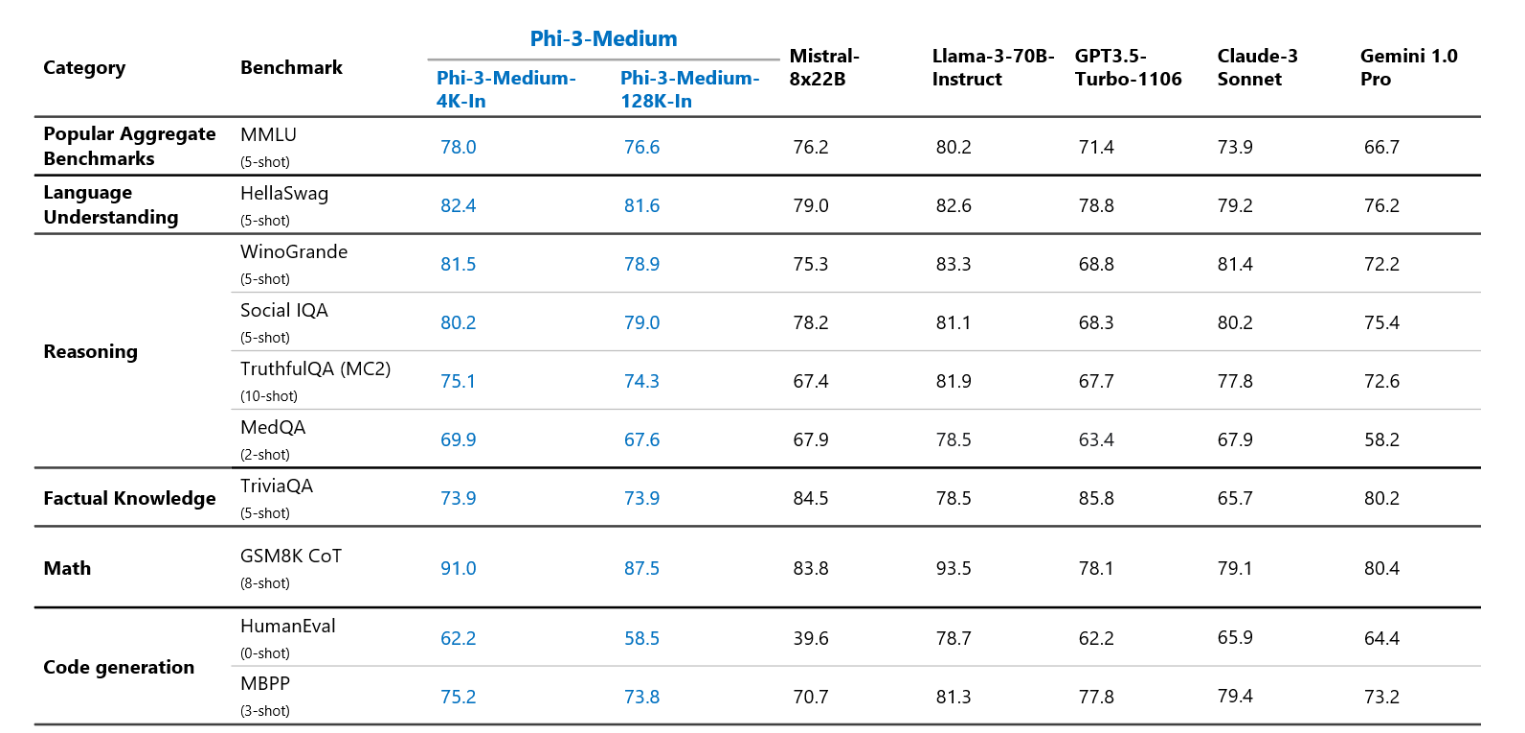 Phi-3-Medium
Category Benchmark Phi-3-Medium-4K-In Phi-3-Medium-128K-In Mistral-8x22B Llama-3-70B-Instruct GPT3.5-Turbo-1106 Claude-3 Sonnet Gemini 1.0 Pro
Popular Aggregate Benchmarks MMLU (5-shot) 78.0 76.6 76.2 80.2 71.4 73.9 66.7
Language Understanding HellaSwag (5-shot) 82.4 81.6 79.0 82.6 78.8 79.2 76.2
Reasoning WinoGrande (5-shot) 81.5 78.9 75.3 83.3 68.8 81.4 72.2
Social IQA (5-shot) 80.2 79.0 78.2 81.1 68.3 80.2 75.4
TruthfulQA (MC2) (10-shot) 75.1 74.3 67.4 81.9 67.7 77.8 72.6
MedQA (2-shot) 69.9 67.6 67.9 78.5 63.4 67.9 58.2
Factual Knowledge TriviaQA (5-shot) 73.9 73.9 84.5 78.5 85.8 65.7 80.2
Math GSM8K CoT (8-shot) 91.0 87.5 83.8 93.5 78.1 79.1 80.4
Code generation HumanEval (0-shot) 62.2 58.5 39.6 78.7 62.2 65.9 64.4
MBPP (3-shot) 75.2 73.8 70.7 81.3 77.8 79.4 73.2